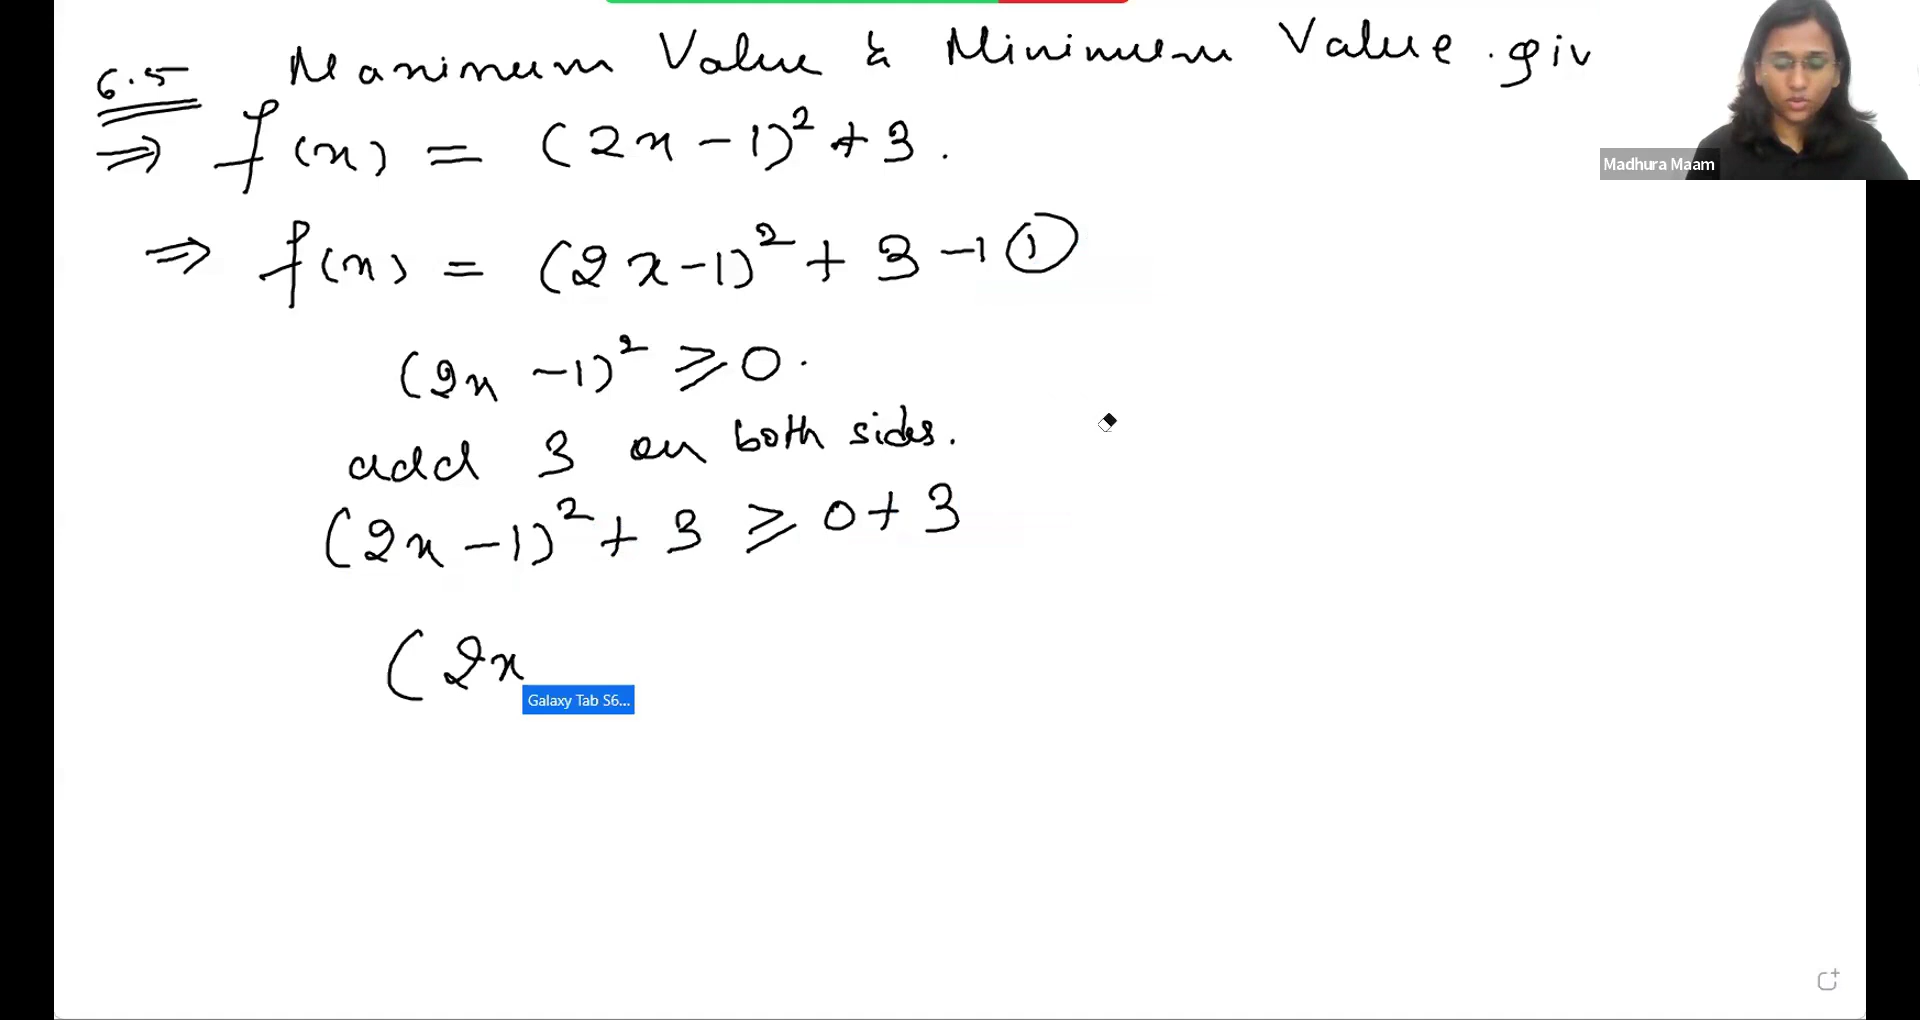 6.5 Maximum Value & Minimum Value . giv
⇒ f(x) = (2x - 1)² + 3 .
Madhura Maam
⇒ f(x) = (2x-1)² + 3 –1 ①
(2x - 1)² ≥ 0 .
add 3 on both sides.
(2x - 1)² + 3 ≥ 0 + 3
(2x
Galaxy Tab S6...